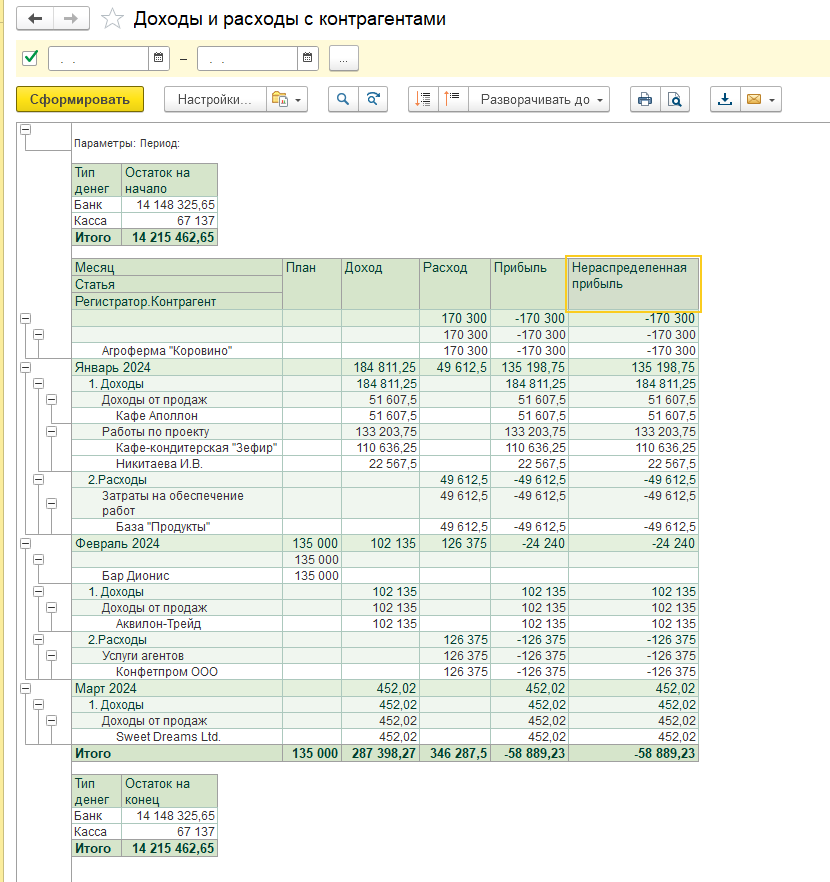 Доходы и расходы с контрагентами
. . – . . ...
Сформировать Настройки... Разворачивать до
Параметры: Период:
Тип денег Остаток на начало
Банк 14 148 325,65
Касса 67 137
Итого 14 215 462,65
Месяц План Доход Расход Прибыль Нераспределенная прибыль
Статья
Регистратор.Контрагент
170 300 -170 300 -170 300
170 300 -170 300 -170 300
Агроферма "Коровино" 170 300 -170 300 -170 300
Январь 2024 184 811,25 49 612,5 135 198,75 135 198,75
1. Доходы 184 811,25 184 811,25 184 811,25
Доходы от продаж 51 607,5 51 607,5 51 607,5
Кафе Аполлон 51 607,5 51 607,5 51 607,5
Работы по проекту 133 203,75 133 203,75 133 203,75
Кафе-кондитерская "Зефир" 110 636,25 110 636,25 110 636,25
Никитаева И.В. 22 567,5 22 567,5 22 567,5
2.Расходы 49 612,5 -49 612,5 -49 612,5
Затраты на обеспечение работ 49 612,5 -49 612,5 -49 612,5
База "Продукты" 49 612,5 -49 612,5 -49 612,5
Февраль 2024 135 000 102 135 126 375 -24 240 -24 240
135 000
Бар Дионис 135 000
1. Доходы 102 135 102 135 102 135
Доходы от продаж 102 135 102 135 102 135
Аквилон-Трейд 102 135 102 135 102 135
2.Расходы 126 375 -126 375 -126 375
Услуги агентов 126 375 -126 375 -126 375
Конфетпром ООО 126 375 -126 375 -126 375
Март 2024 452,02 452,02 452,02
1. Доходы 452,02 452,02 452,02
Доходы от продаж 452,02 452,02 452,02
Sweet Dreams Ltd. 452,02 452,02 452,02
Итого 135 000 287 398,27 346 287,5 -58 889,23 -58 889,23
Тип денег Остаток на конец
Банк 14 148 325,65
Касса 67 137
Итого 14 215 462,65